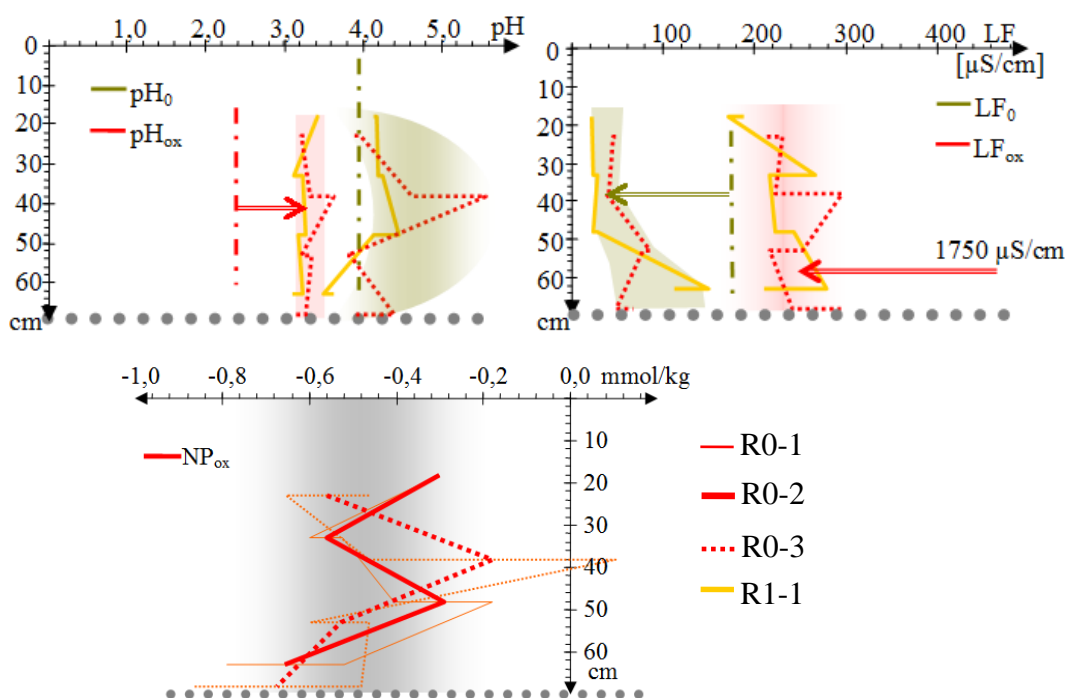 1,0 2,0 3,0 4,0 5,0 pH
0
10
20
30
40
50
60
cm
pH₀
pHₒₓ
0 100 200 300 400 LF
[µS/cm]
0
10
20
30
40
50
60
cm
LF₀
LFₒₓ
1750 µS/cm
-1,0 -0,8 -0,6 -0,4 -0,2 0,0 mmol/kg
10
20
30
40
50
60
cm
NPₒₓ
R0-1
R0-2
R0-3
R1-1